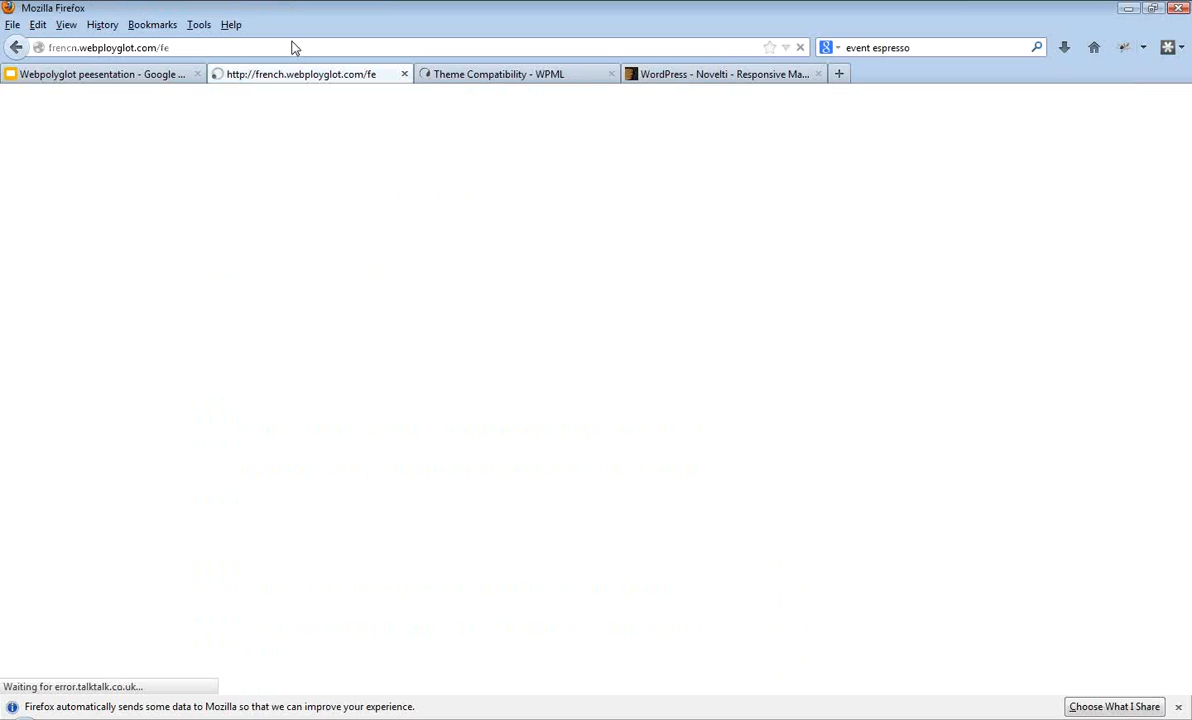 Mozilla Firefox
File Edit View History Bookmarks Tools Help
french.webployglot.com/fe
event espresso
Webpolyglot peesentation - Google ...
http://french.webployglot.com/fe
Theme Compatibility - WPML
WordPress - Novelti - Responsive Ma...
Waiting for error.talktalk.co.uk...
Firefox automatically sends some data to Mozilla so that we can improve your experience.
Choose What I Share